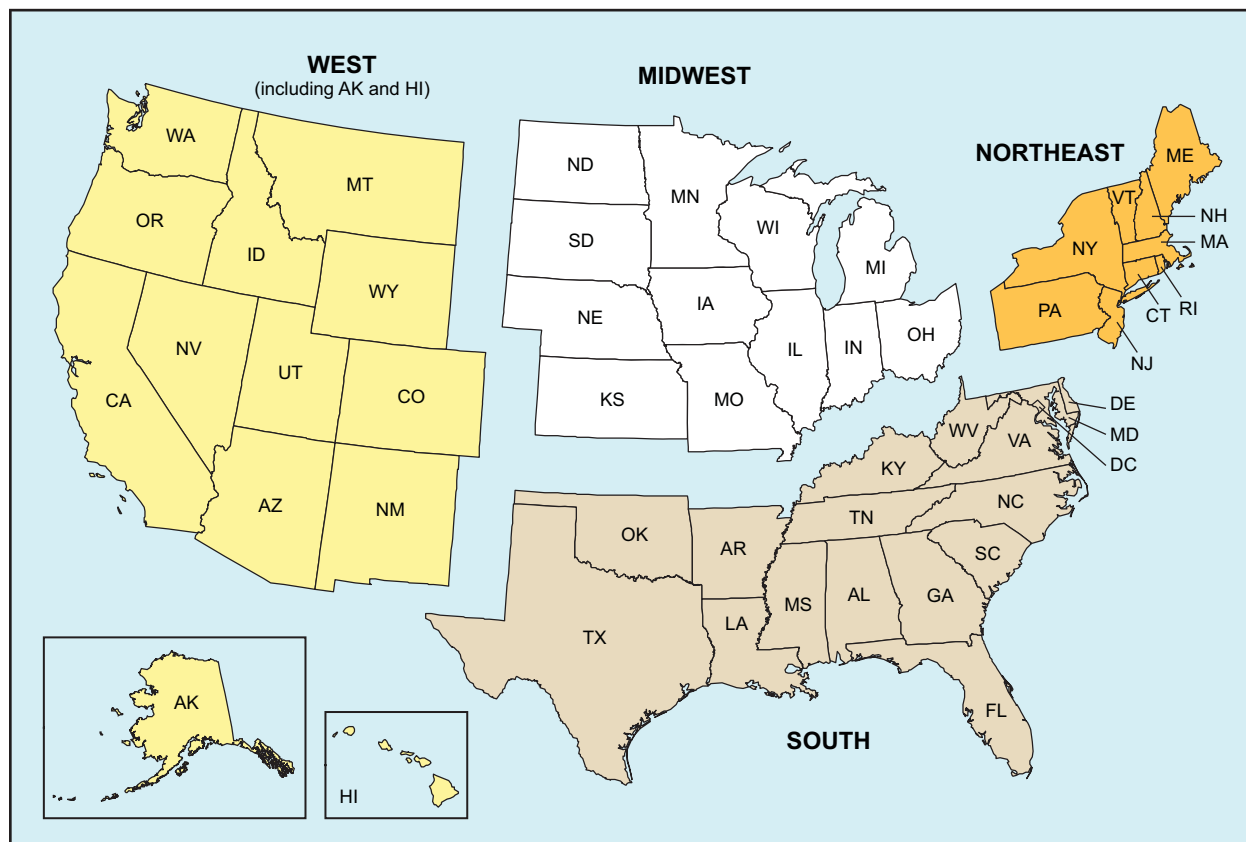 WEST
(including AK and HI)
WA
MT
OR
ID
WY
NV
UT
CO
CA
AZ
NM
AK
HI
MIDWEST
ND
MN
SD
WI
MI
NE
IA
IL
IN
OH
KS
MO
NORTHEAST
ME
VT
NH
NY
MA
PA
CT
RI
NJ
DE
MD
DC
WV
VA
KY
NC
TN
SC
OK
AR
MS
AL
GA
LA
TX
FL
SOUTH